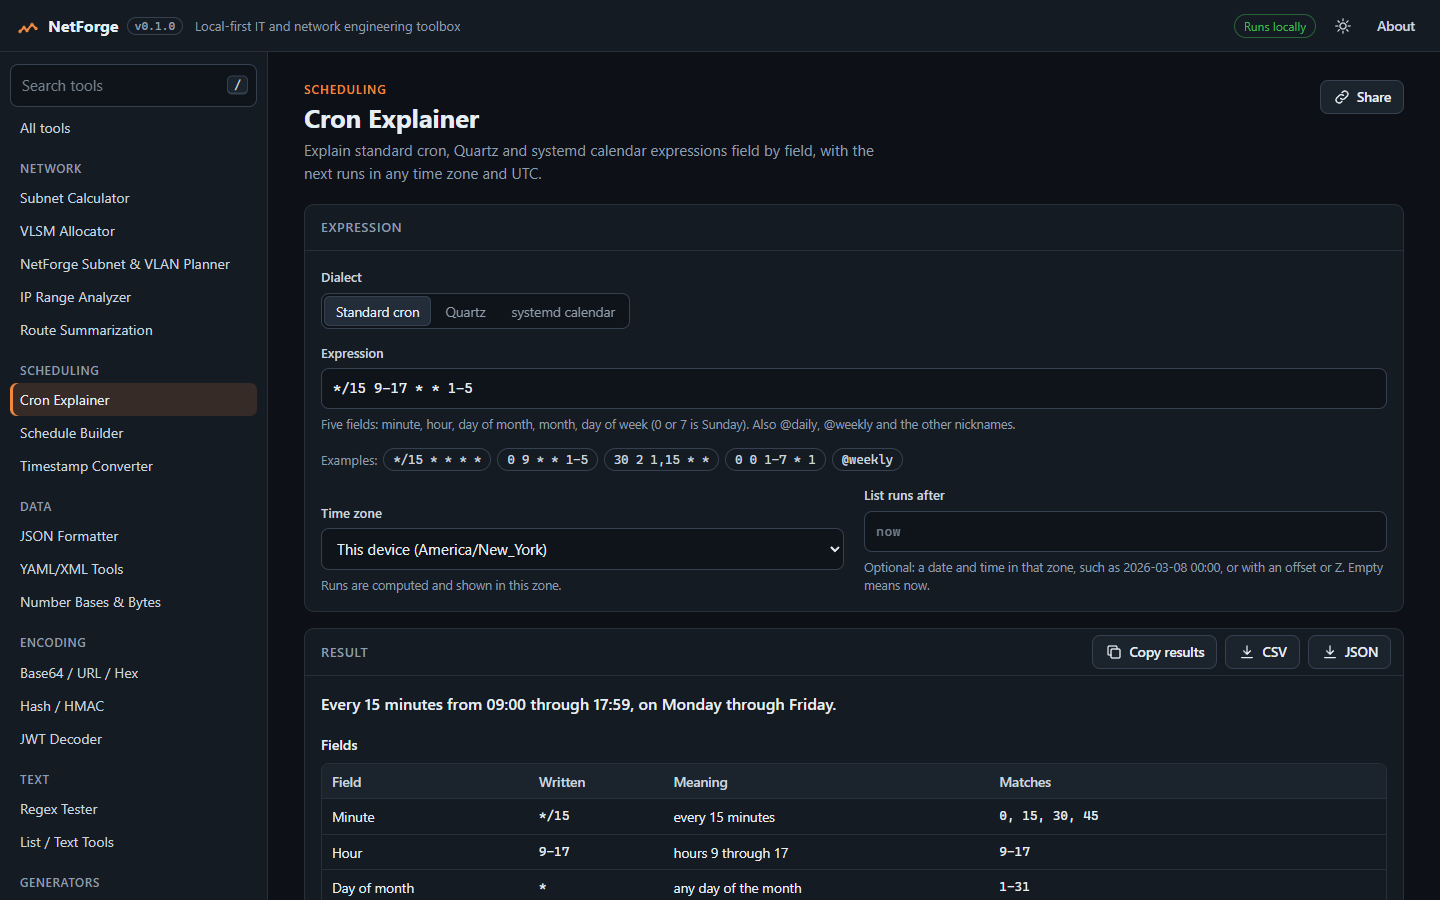 NetForge v0.1.0 Local-first IT and network engineering toolbox Runs locally About
Search tools /
All tools
NETWORK
Subnet Calculator
VLSM Allocator
NetForge Subnet & VLAN Planner
IP Range Analyzer
Route Summarization
SCHEDULING
Cron Explainer
Schedule Builder
Timestamp Converter
DATA
JSON Formatter
YAML/XML Tools
Number Bases & Bytes
ENCODING
Base64 / URL / Hex
Hash / HMAC
JWT Decoder
TEXT
Regex Tester
List / Text Tools
GENERATORS
SCHEDULING
Cron Explainer
Share
Explain standard cron, Quartz and systemd calendar expressions field by field, with the
next runs in any time zone and UTC.
EXPRESSION
Dialect
Standard cron Quartz systemd calendar
Expression
*/15 9-17 * * 1-5
Five fields: minute, hour, day of month, month, day of week (0 or 7 is Sunday). Also @daily, @weekly and the other nicknames.
Examples: */15 * * * * 0 9 * * 1-5 30 2 1,15 * * 0 0 1-7 * 1 @weekly
Time zone
This device (America/New_York)
Runs are computed and shown in this zone.
List runs after
now
Optional: a date and time in that zone, such as 2026-03-08 00:00, or with an offset or Z. Empty
means now.
RESULT Copy results CSV JSON
Every 15 minutes from 09:00 through 17:59, on Monday through Friday.
Fields
Field Written Meaning Matches
Minute */15 every 15 minutes 0, 15, 30, 45
Hour 9-17 hours 9 through 17 9-17
Day of month * any day of the month 1-31